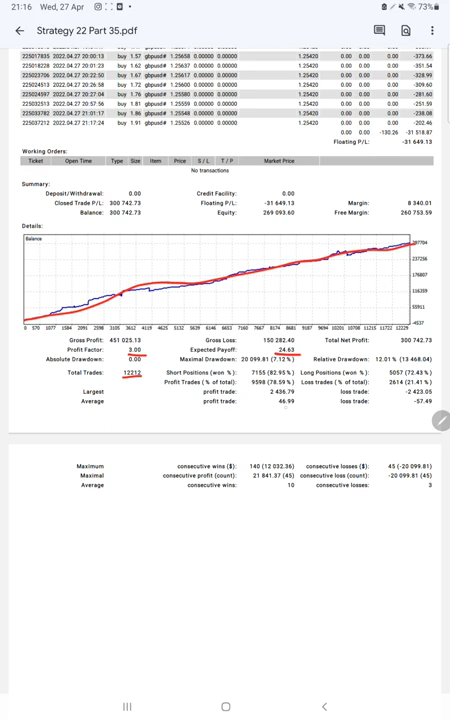 21:16 Wed, 27 Apr 73%
Strategy 22 Part 35.pdf
225017835 2022.04.27 20:00:13 buy 1.57 gbpusd# 1.25658 0.00000 0.00000 1.25420 0.00 0.00 0.00 -373.66
225018228 2022.04.27 20:01:23 buy 1.62 gbpusd# 1.25637 0.00000 0.00000 1.25420 0.00 0.00 0.00 -351.54
225023706 2022.04.27 20:22:50 buy 1.67 gbpusd# 1.25617 0.00000 0.00000 1.25420 0.00 0.00 0.00 -328.99
225024513 2022.04.27 20:26:58 buy 1.72 gbpusd# 1.25600 0.00000 0.00000 1.25420 0.00 0.00 0.00 -309.60
225024597 2022.04.27 20:27:04 buy 1.76 gbpusd# 1.25580 0.00000 0.00000 1.25420 0.00 0.00 0.00 -281.60
225032513 2022.04.27 20:57:56 buy 1.81 gbpusd# 1.25559 0.00000 0.00000 1.25420 0.00 0.00 0.00 -251.59
225033782 2022.04.27 21:01:17 buy 1.86 gbpusd# 1.25548 0.00000 0.00000 1.25420 0.00 0.00 0.00 -238.08
225037212 2022.04.27 21:17:24 buy 1.91 gbpusd# 1.25526 0.00000 0.00000 1.25420 0.00 0.00 0.00 -202.46
0.00 0.00 -130.26 -31 518.87
Floating P/L: -31 649.13
Working Orders:
Ticket Open Time Type Size Item Price S / L T / P Market Price
No transactions
Summary:
Deposit/Withdrawal: 0.00 Credit Facility: 0.00
Closed Trade P/L: 300 742.73 Floating P/L: -31 649.13 Margin: 8 340.01
Balance: 300 742.73 Equity: 269 093.60 Free Margin: 260 753.59
Details:
Balance
297704
237256
176807
116359
55911
-4537
0 570 1077 1584 2091 2598 3105 3612 4119 4625 5132 5639 6146 6653 7160 7667 8174 8681 9187 9694 10201 10708 11215 11722 12229
Gross Profit: 451 025.13 Gross Loss: 150 282.40 Total Net Profit: 300 742.73
Profit Factor: 3.00 Expected Payoff: 24.63
Absolute Drawdown: 0.00 Maximal Drawdown: 20 099.81 (7.12%) Relative Drawdown: 12.01% (13 468.04)
Total Trades: 12212 Short Positions (won %): 7155 (82.95%) Long Positions (won %): 5057 (72.43%)
Profit Trades (% of total): 9598 (78.59%) Loss trades (% of total): 2614 (21.41%)
Largest profit trade: 2 436.79 loss trade: -2 423.05
Average profit trade: 46.99 loss trade: -57.49
Maximum consecutive wins ($): 140 (12 032.36) consecutive losses ($): 45 (-20 099.81)
Maximal consecutive profit (count): 21 841.37 (45) consecutive loss (count): -20 099.81 (45)
Average consecutive wins: 10 consecutive losses: 3